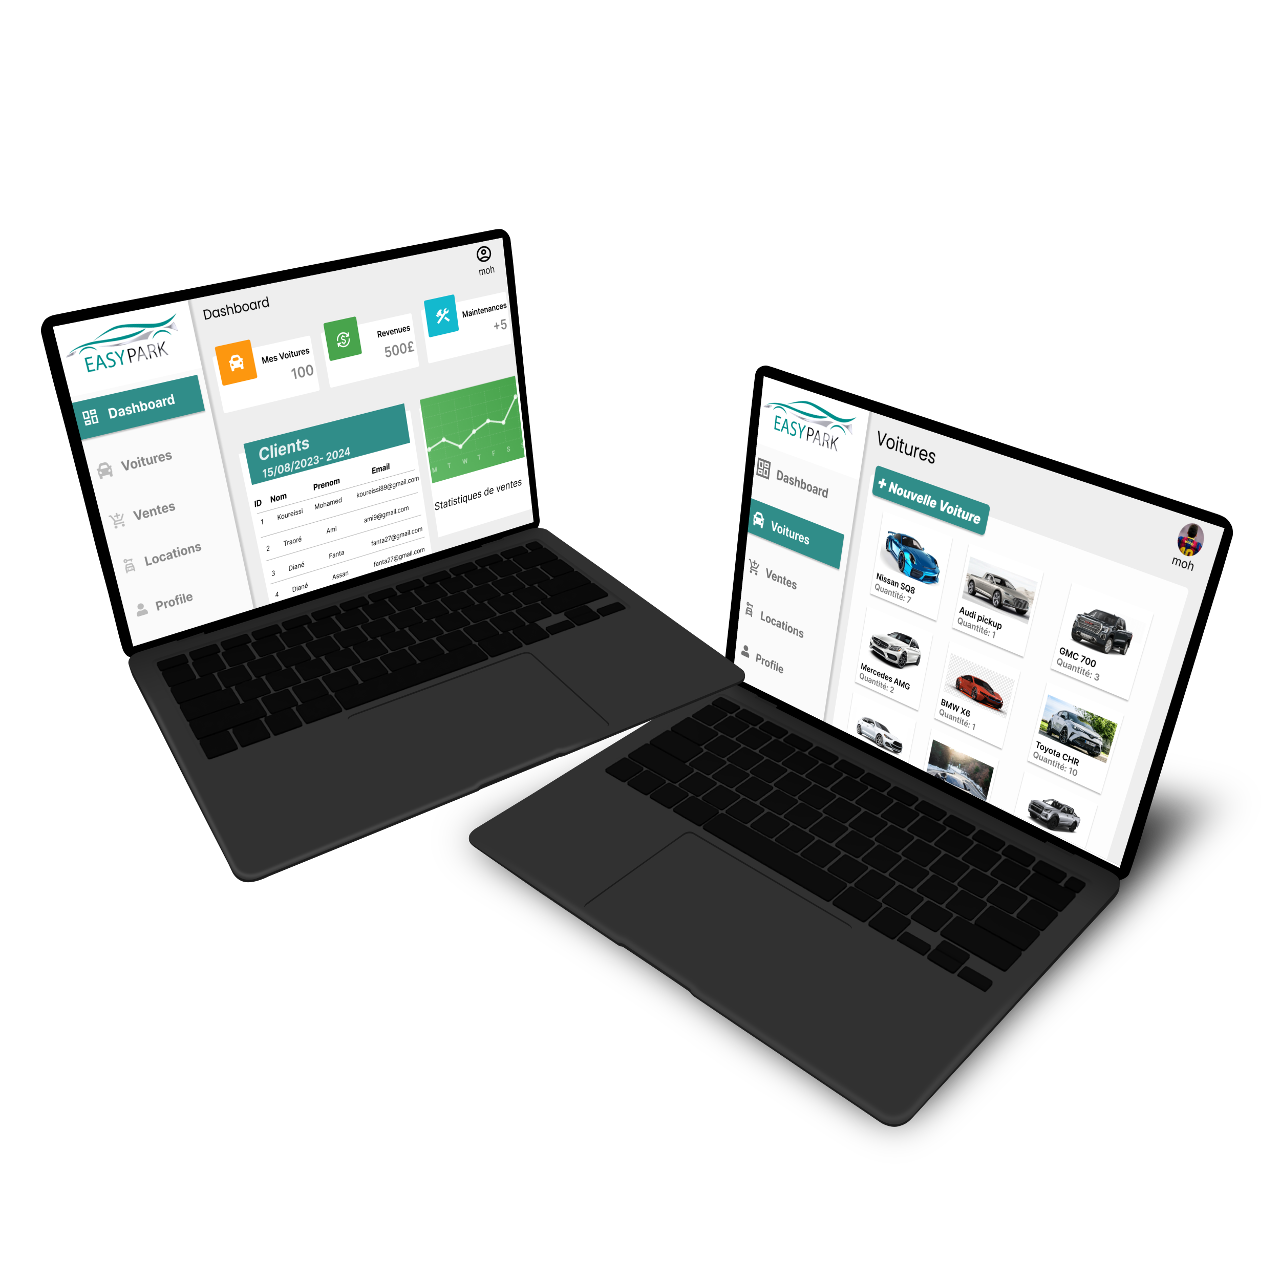 EASYPARK
Dashboard
Voitures
Ventes
Locations
Profile
Dashboard
moh
Mes Voitures
100
Revenues
500£
Maintenances
+5
Clients
15/08/2023- 2024
ID Nom Prenom Email
1 Koureissi Mohamed koureissi89@gmail.com
2 Traoré Ami ami9@gmail.com
3 Diané Fanta fanta27@gmail.com
4 Diané Assan fanta27@gmail.com
M T W T F S
Statistiques de ventes
EASYPARK
Dashboard
Voitures
Ventes
Locations
Profile
Voitures
moh
+ Nouvelle Voiture
Nissan SQ8
Quantité: 7
Audi pickup
Quantité: 1
GMC 700
Quantité: 3
Mercedes AMG
Quantité: 2
BMW X6
Quantité: 1
Toyota CHR
Quantité: 10